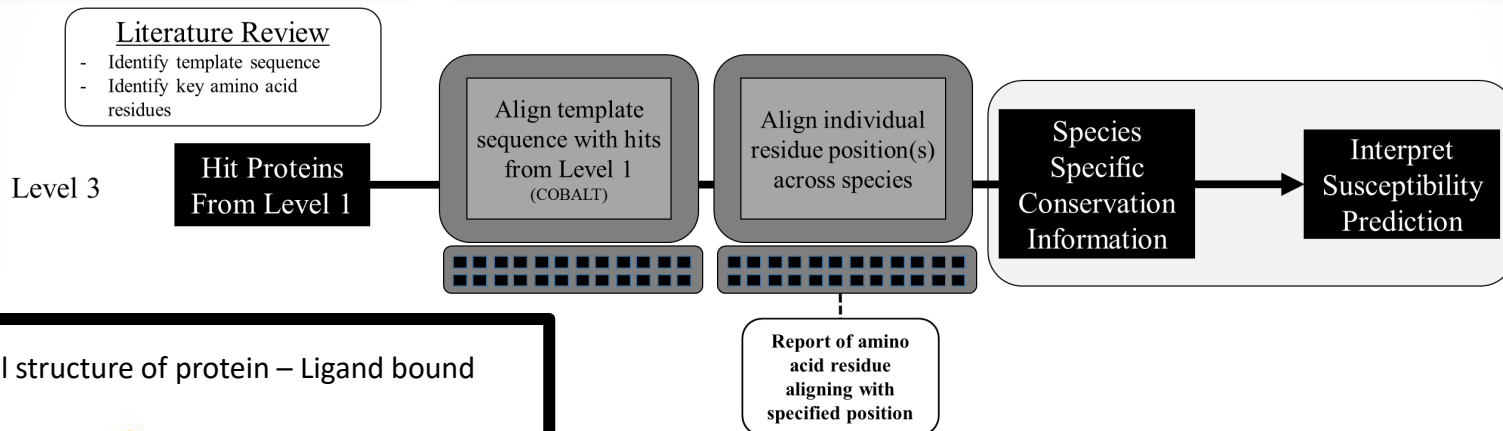 Literature Review
- Identify template sequence
- Identify key amino acid
residues
Level 3
Hit Proteins
From Level 1
Align template
sequence with hits
from Level 1
(COBALT)
Align individual
residue position(s)
across species
Species
Specific
Conservation
Information
Interpret
Susceptibility
Prediction
Report of amino
acid residue
aligning with
specified position
structure of protein – Ligand bound